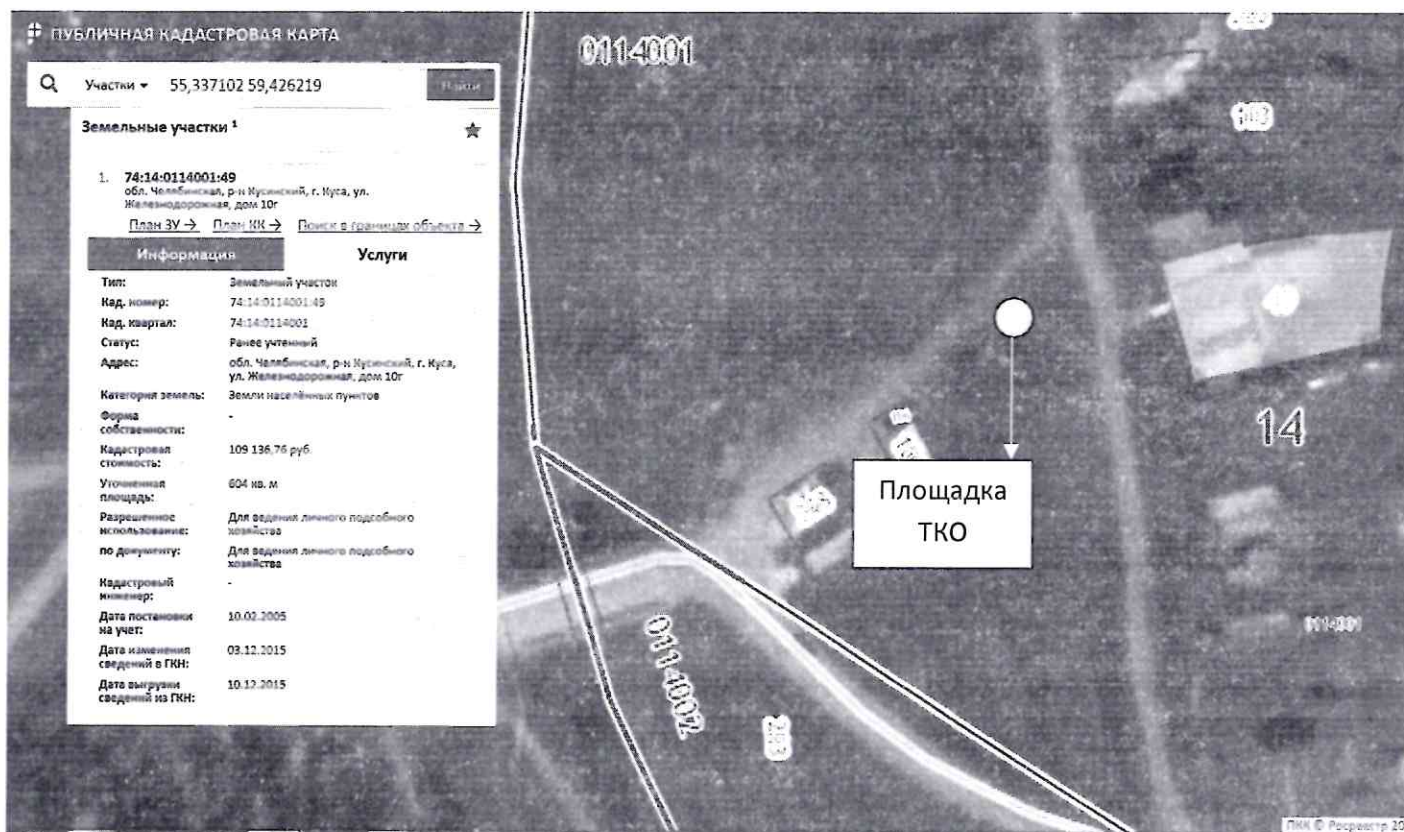 ПУБЛИЧНАЯ КАДАСТРОВАЯ КАРТА
Участки 55,337102 59,426219 Найти
Земельные участки 1
1. 74:14:0114001:49
обл. Челябинская, р-н Кусинский, г. Куса, ул.
Железнодорожная, дом 10г
План ЗУ → План КК → Поиск в границах объекта →
Информация Услуги
Тип: Земельный участок
Кад. номер: 74:14:0114001:49
Кад. квартал: 74:14:0114001
Статус: Ранее учтенный
Адрес: обл. Челябинская, р-н Кусинский, г. Куса,
ул. Железнодорожная, дом 10г
Категория земель: Земли населённых пунктов
Форма
собственности: -
Кадастровая
стоимость: 109 136,76 руб.
Уточненная
площадь: 604 кв. м
Разрешенное
использование: Для ведения личного подсобного
хозяйства
по документу: Для ведения личного подсобного
хозяйства
Кадастровый
инженер: -
Дата постановки
на учет: 10.02.2005
Дата изменения
сведений в ГКН: 03.12.2015
Дата выгрузки
сведений из ГКН: 10.12.2015
0114001
103
49
14
Площадка
ТКО
0114001
0114002
ПКК © Росреестр 20